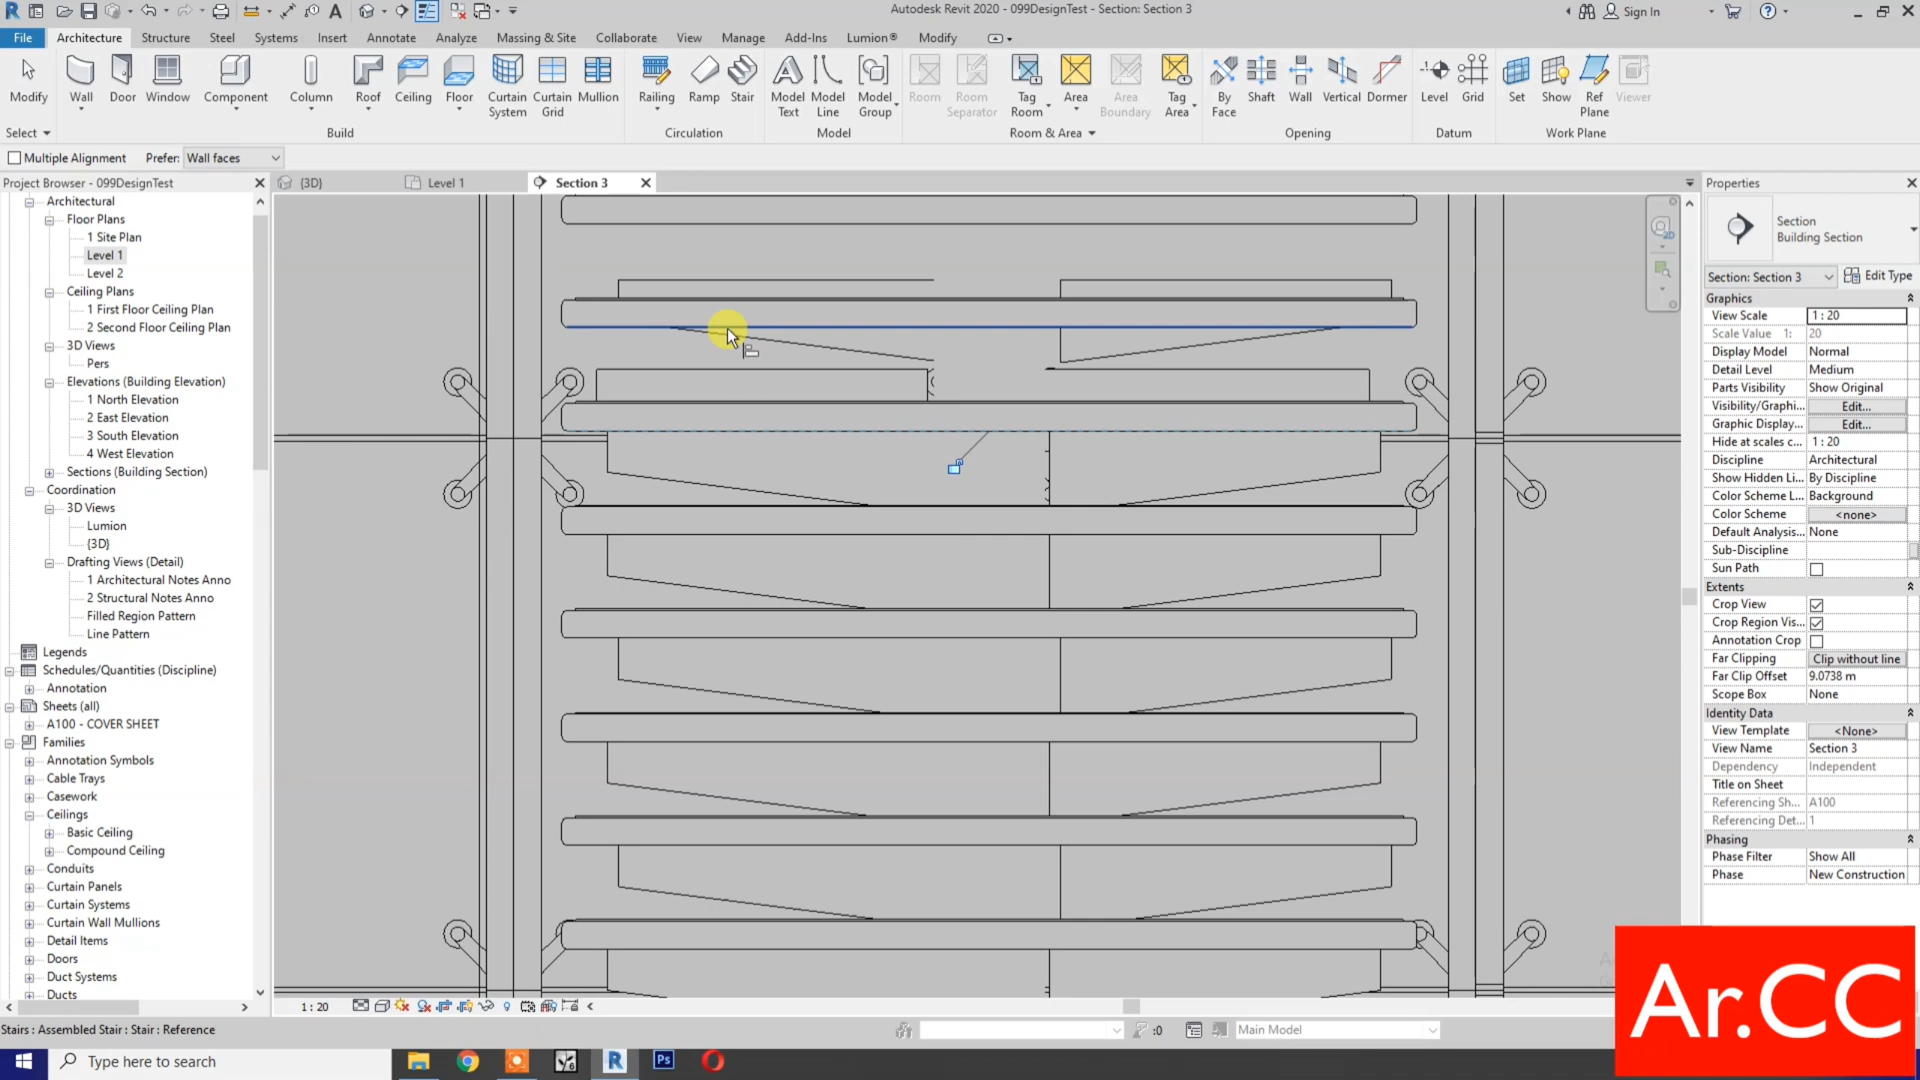 Autodesk Revit 2020 - 099DesignTest - Section: Section 3
Sign In
File Architecture Structure Steel Systems Insert Annotate Analyze Massing & Site Collaborate View Manage Add-Ins Lumion® Modify
Modify Wall Door Window Component Column Roof Ceiling Floor Curtain System Curtain Grid Mullion Railing Ramp Stair Model Text Model Line Model Group Room Room Separator Tag Room Area Area Boundary Tag Area By Face Shaft Wall Vertical Dormer Level Grid Set Show Ref Plane Viewer
Select Build Circulation Model Room & Area Opening Datum Work Plane
Multiple Alignment Prefer: Wall faces
Project Browser - 099DesignTest
{3D} Level 1 Section 3
Properties
Architectural
Floor Plans
1 Site Plan
Level 1
Level 2
Ceiling Plans
1 First Floor Ceiling Plan
2 Second Floor Ceiling Plan
3D Views
Pers
Elevations (Building Elevation)
1 North Elevation
2 East Elevation
3 South Elevation
4 West Elevation
Sections (Building Section)
Coordination
3D Views
Lumion
{3D}
Drafting Views (Detail)
1 Architectural Notes Anno
2 Structural Notes Anno
Filled Region Pattern
Line Pattern
Legends
Schedules/Quantities (Discipline)
Annotation
Sheets (all)
A100 - COVER SHEET
Families
Annotation Symbols
Cable Trays
Casework
Ceilings
Basic Ceiling
Compound Ceiling
Conduits
Curtain Panels
Curtain Systems
Curtain Wall Mullions
Detail Items
Doors
Duct Systems
Ducts
Section
Building Section
Section: Section 3 Edit Type
Graphics
View Scale 1 : 20
Scale Value 1: 20
Display Model Normal
Detail Level Medium
Parts Visibility Show Original
Visibility/Graphi... Edit...
Graphic Display... Edit...
Hide at scales c... 1 : 20
Discipline Architectural
Show Hidden Li... By Discipline
Color Scheme L... Background
Color Scheme <none>
Default Analysis... None
Sub-Discipline
Sun Path
Extents
Crop View
Crop Region Vis...
Annotation Crop
Far Clipping Clip without line
Far Clip Offset 9.0738 m
Scope Box None
Identity Data
View Template <None>
View Name Section 3
Dependency Independent
Title on Sheet
Referencing Sh... A100
Referencing Det... 1
Phasing
Phase Filter Show All
Phase New Construction
Ar.CC
1 : 20
Stairs : Assembled Stair : Stair : Reference
:0 Main Model
Type here to search
Ps